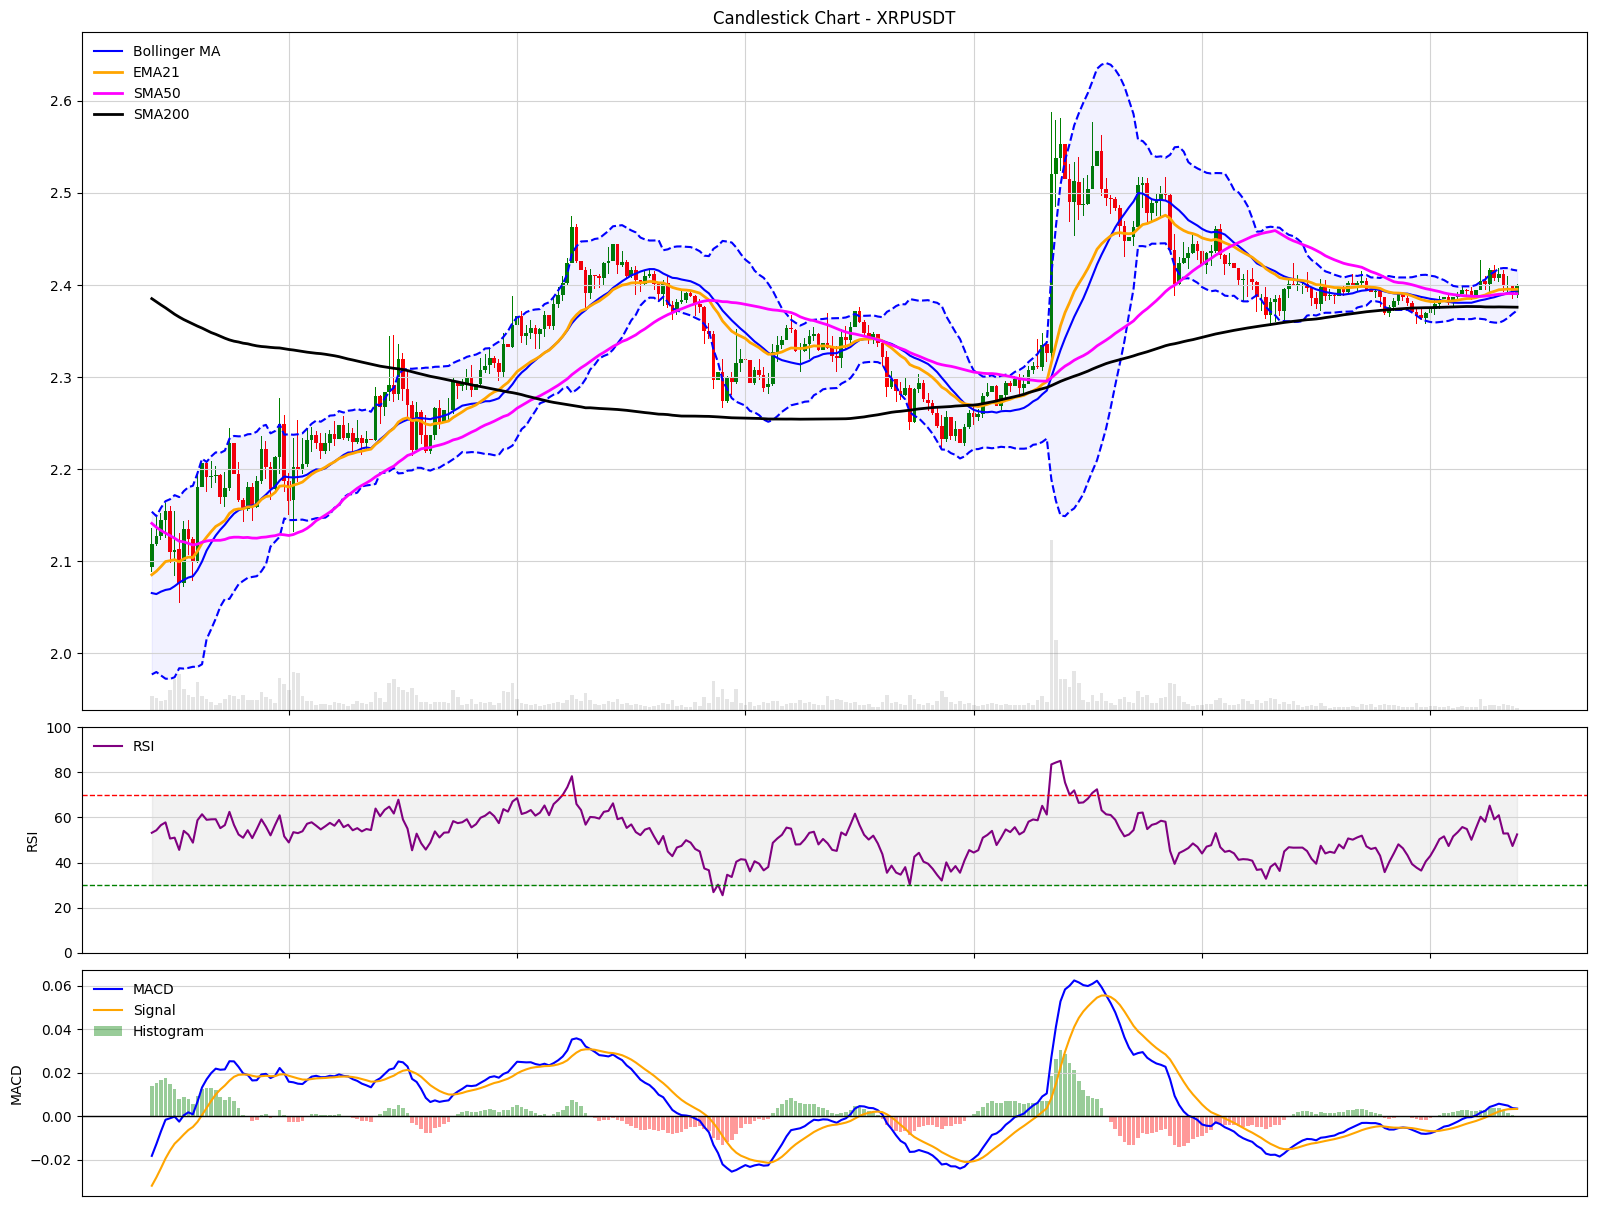 Candlestick Chart - XRPUSDT
Bollinger MA
EMA21
SMA50
SMA200
2.6
2.5
2.4
2.3
2.2
2.1
2.0
RSI
100
80
60
40
20
0
RSI
MACD
Signal
Histogram
0.06
0.04
0.02
0.00
−0.02
MACD